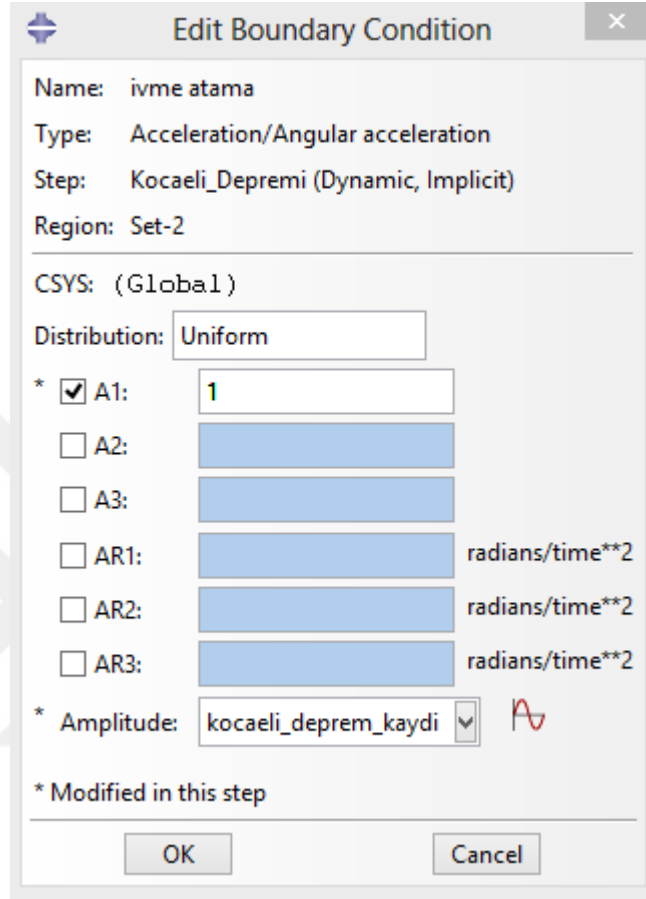 Edit Boundary Condition
Name: ivme atama
Type: Acceleration/Angular acceleration
Step: Kocaeli_Depremi (Dynamic, Implicit)
Region: Set-2
CSYS: (Global)
Distribution: Uniform
* A1: 1
A2:
A3:
AR1: radians/time**2
AR2: radians/time**2
AR3: radians/time**2
* Amplitude: kocaeli_deprem_kaydi
* Modified in this step
OK Cancel